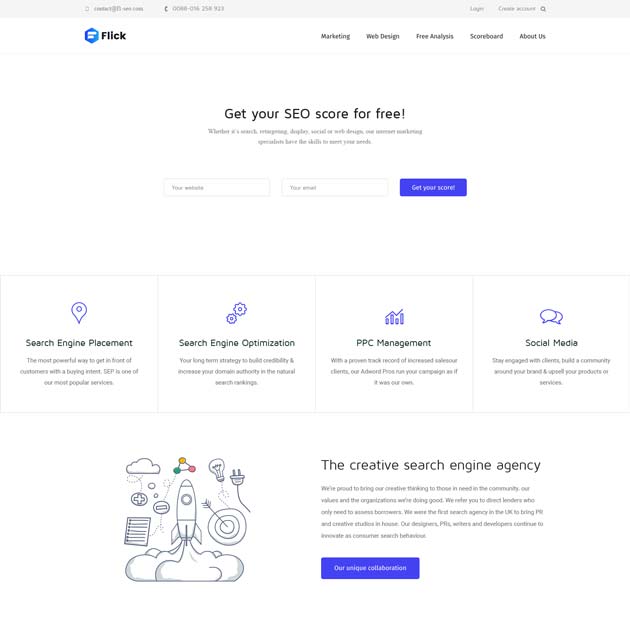 contact@f1-seo.com
0088-016 258 923
Login
Create account
Flick
Marketing
Web Design
Free Analysis
Scoreboard
About Us
Get your SEO score for free!
Whether it's search, retargeting, display, social or web design, our internet marketing
specialists have the skills to meet your needs.
Your website
Your email
Get your score!
Search Engine Placement
The most powerful way to get in front of
customers with a buying intent. SEP is one of
our most popular services.
Search Engine Optimization
Your long term strategy to build credibility &
increase your domain authority in the natural
search rankings.
PPC Management
With a proven track record of increased salesour
clients, our Adword Pros run your campaign as if
it was our own.
Social Media
Stay engaged with clients, build a community
around your brand & upsell your products or
services.
The creative search engine agency
We're proud to bring our creative thinking to those in need in the community. our
values and the organizations we're doing good. We refer you to direct lenders who
only need to assess borrowers. We were the first search agency in the UK to bring PR
and creative studios in house. Our designers, PRs, writers and developers continue to
innovate as consumer search behaviour.
Our unique collaboration